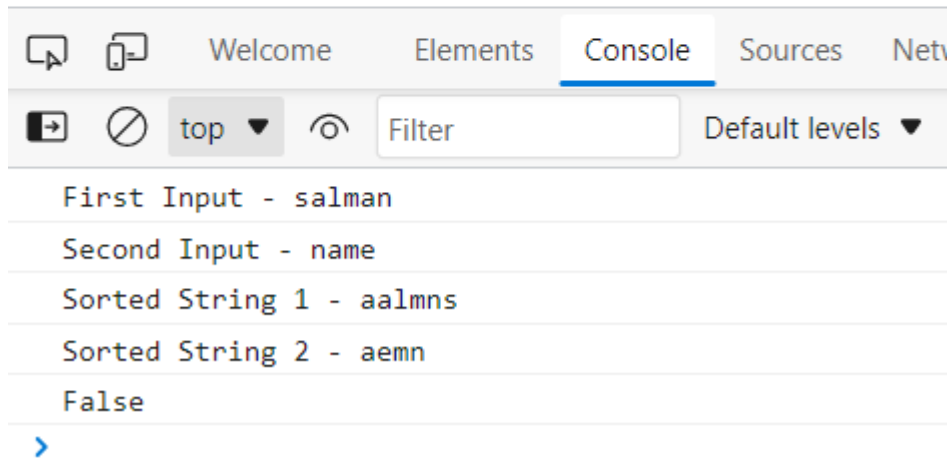 Welcome Elements Console Sources Netw
top Filter Default levels
First Input - salman
Second Input - name
Sorted String 1 - aalmns
Sorted String 2 - aemn
False